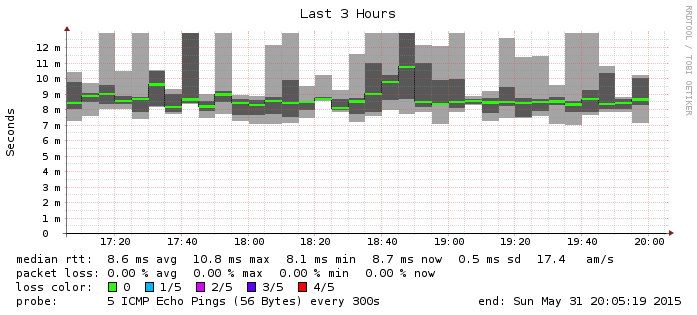 Last 3 Hours
RRDTOOL / TOBI OETIKER
Seconds
12 m
11 m
10 m
9 m
8 m
7 m
6 m
5 m
4 m
3 m
2 m
1 m
0
17:20 17:40 18:00 18:20 18:40 19:00 19:20 19:40 20:00
median rtt: 8.6 ms avg 10.8 ms max 8.1 ms min 8.7 ms now 0.5 ms sd 17.4 am/s
packet loss: 0.00 % avg 0.00 % max 0.00 % min 0.00 % now
loss color: 0 1/5 2/5 3/5 4/5
probe: 5 ICMP Echo Pings (56 Bytes) every 300s end: Sun May 31 20:05:19 2015